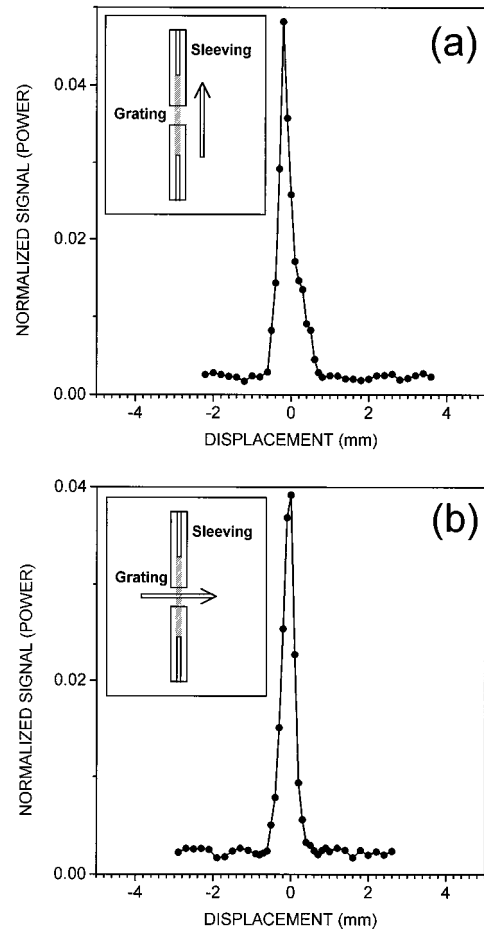 (a)
Sleeving
Grating
NORMALIZED SIGNAL (POWER)
0.04
0.02
0.00
-4 -2 0 2 4
DISPLACEMENT (mm)
(b)
Sleeving
Grating
NORMALIZED SIGNAL (POWER)
0.04
0.02
0.00
-4 -2 0 2 4
DISPLACEMENT (mm)